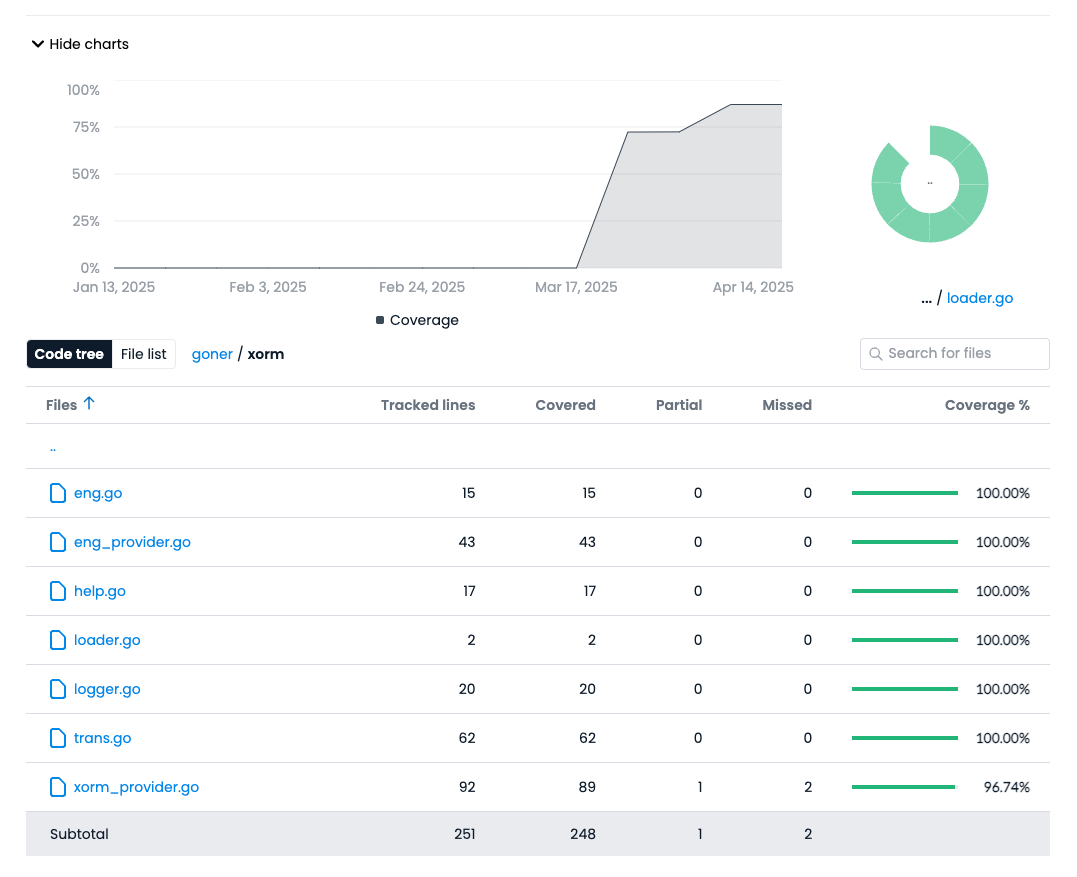 Hide charts
100%
75%
50%
25%
0%
Jan 13, 2025 Feb 3, 2025 Feb 24, 2025 Mar 17, 2025 Apr 14, 2025
Coverage
..
... / loader.go
Code tree File list goner / xorm Search for files
Files ↑ Tracked lines Covered Partial Missed Coverage %
..
eng.go 15 15 0 0 100.00%
eng_provider.go 43 43 0 0 100.00%
help.go 17 17 0 0 100.00%
loader.go 2 2 0 0 100.00%
logger.go 20 20 0 0 100.00%
trans.go 62 62 0 0 100.00%
xorm_provider.go 92 89 1 2 96.74%
Subtotal 251 248 1 2